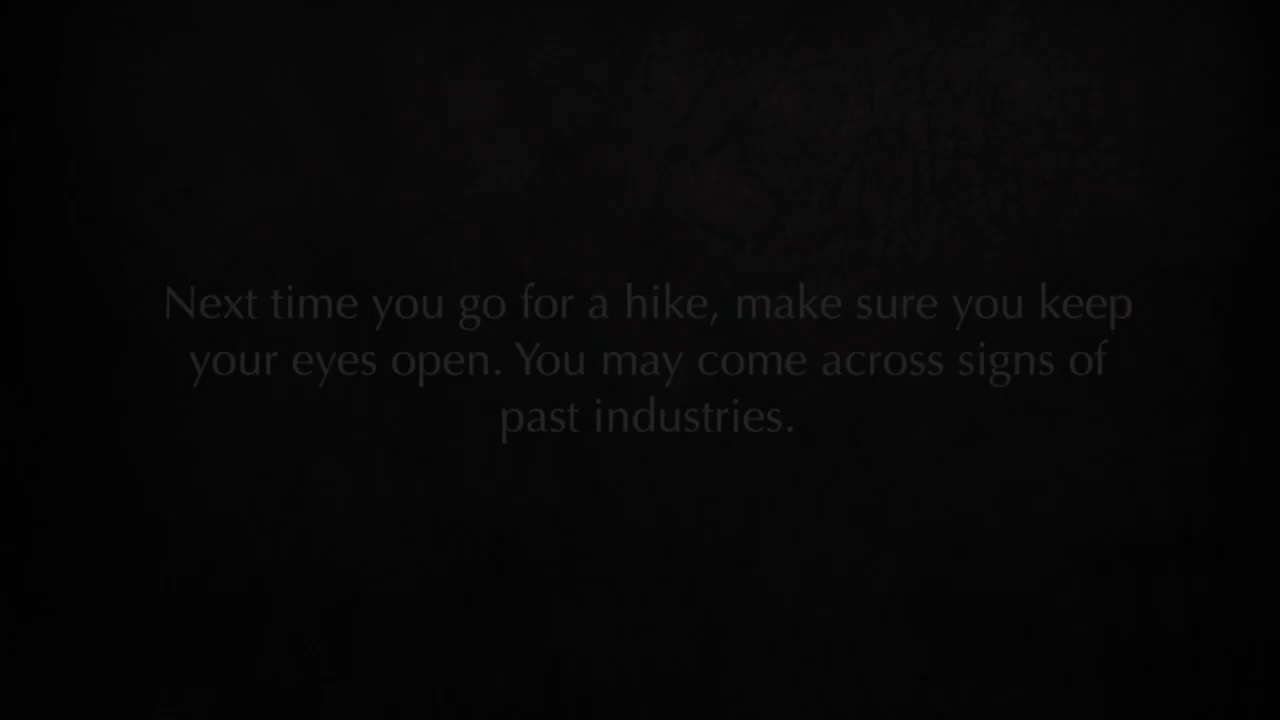 Next time you go for a hike, make sure you keep
your eyes open. You may come across signs of
past industries.